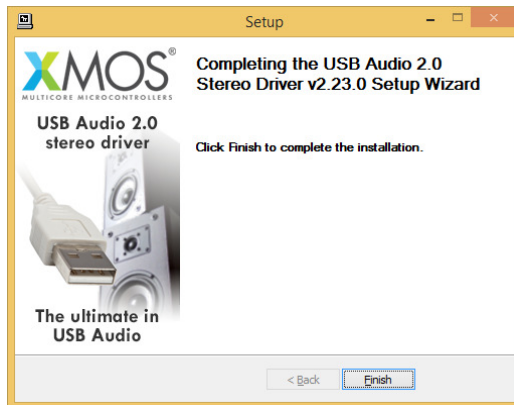 Setup
XMOS®
MULTICORE MICROCONTROLLERS
USB Audio 2.0
stereo driver
The ultimate in
USB Audio
Completing the USB Audio 2.0
Stereo Driver v2.23.0 Setup Wizard
Click Finish to complete the installation.
< Back
Finish